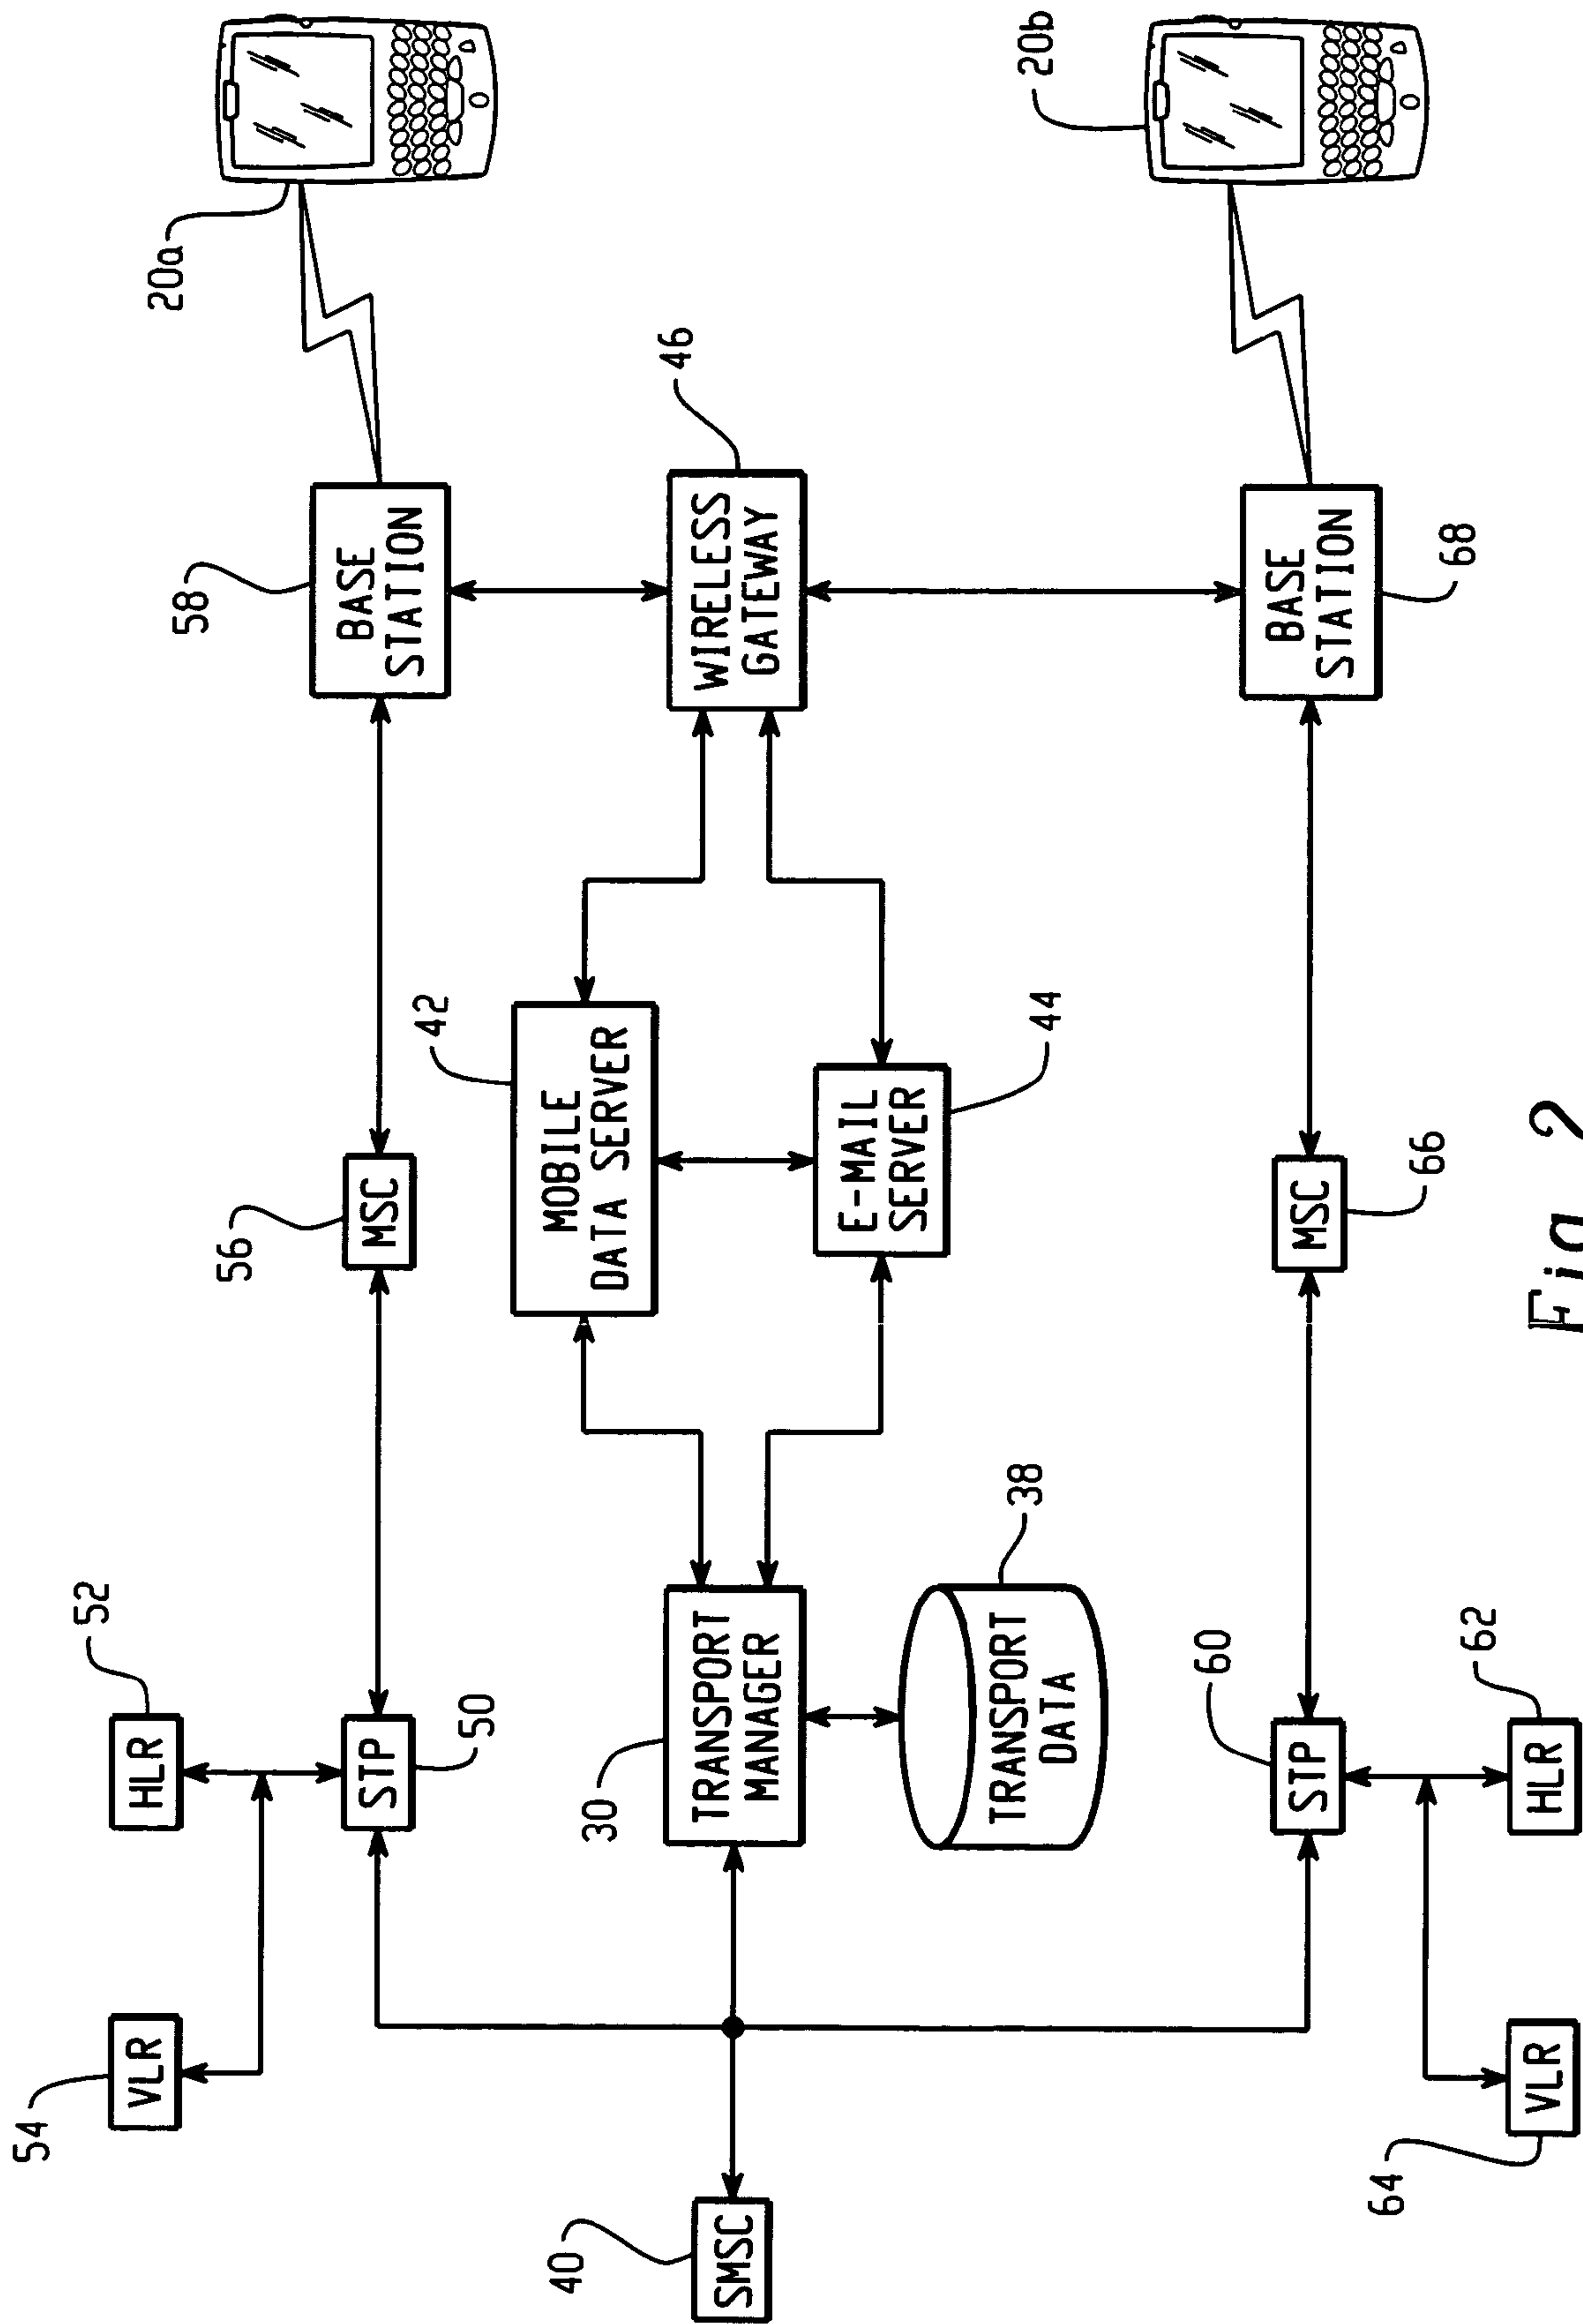 54
VLR
HLR
52
56
58
20a
STP
50
MSC
BASE
STATION
42
MOBILE
DATA SERVER
46
WIRELESS
GATEWAY
40
SMSC
30
TRANSPORT
MANAGER
E-MAIL
SERVER
44
TRANSPORT
DATA
38
20b
60
STP
MSC
66
BASE
STATION
68
64
VLR
HLR
62
Fig. 2